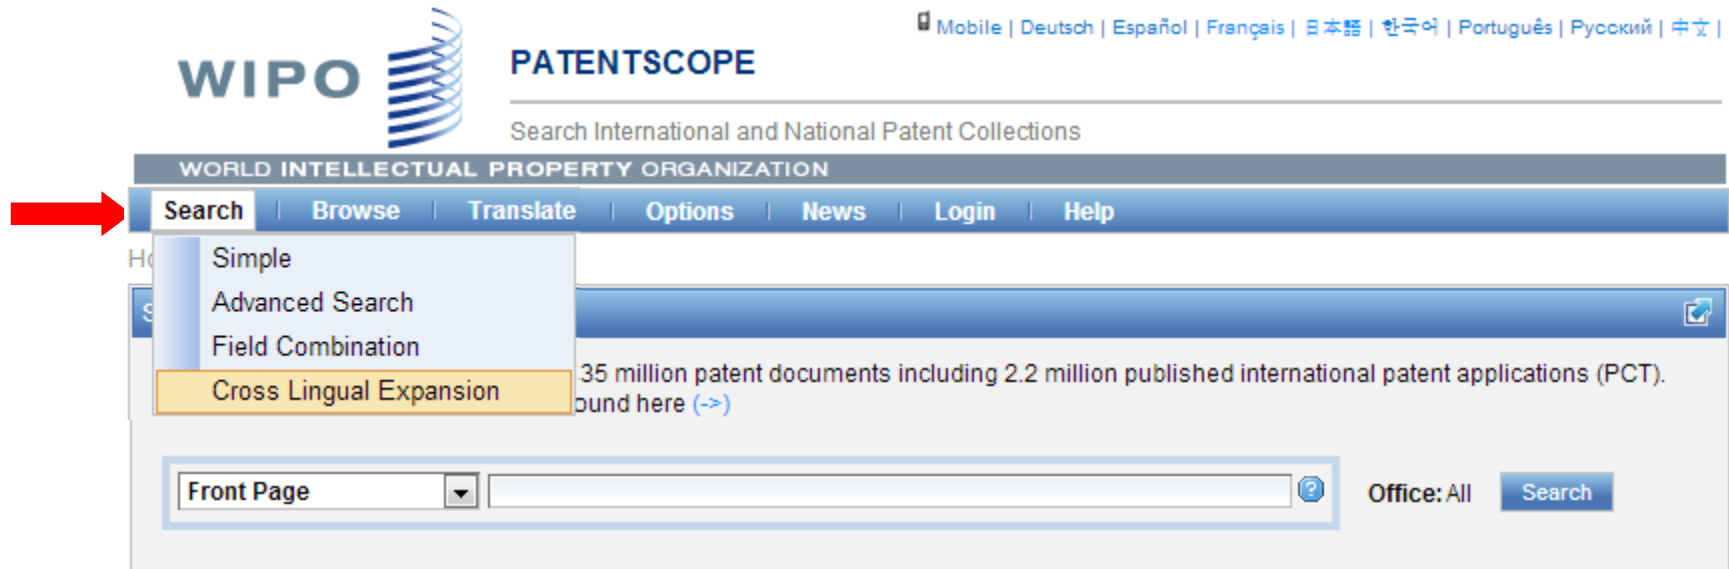 Mobile | Deutsch | Español | Français | 日本語 | 한국어 | Português | Русский | 中文 |
WIPO
PATENTSCOPE
Search International and National Patent Collections
WORLD INTELLECTUAL PROPERTY ORGANIZATION
Search | Browse | Translate | Options | News | Login | Help
Simple
Advanced Search
Field Combination
Cross Lingual Expansion
35 million patent documents including 2.2 million published international patent applications (PCT).
here (->)
Front Page
Office: All
Search